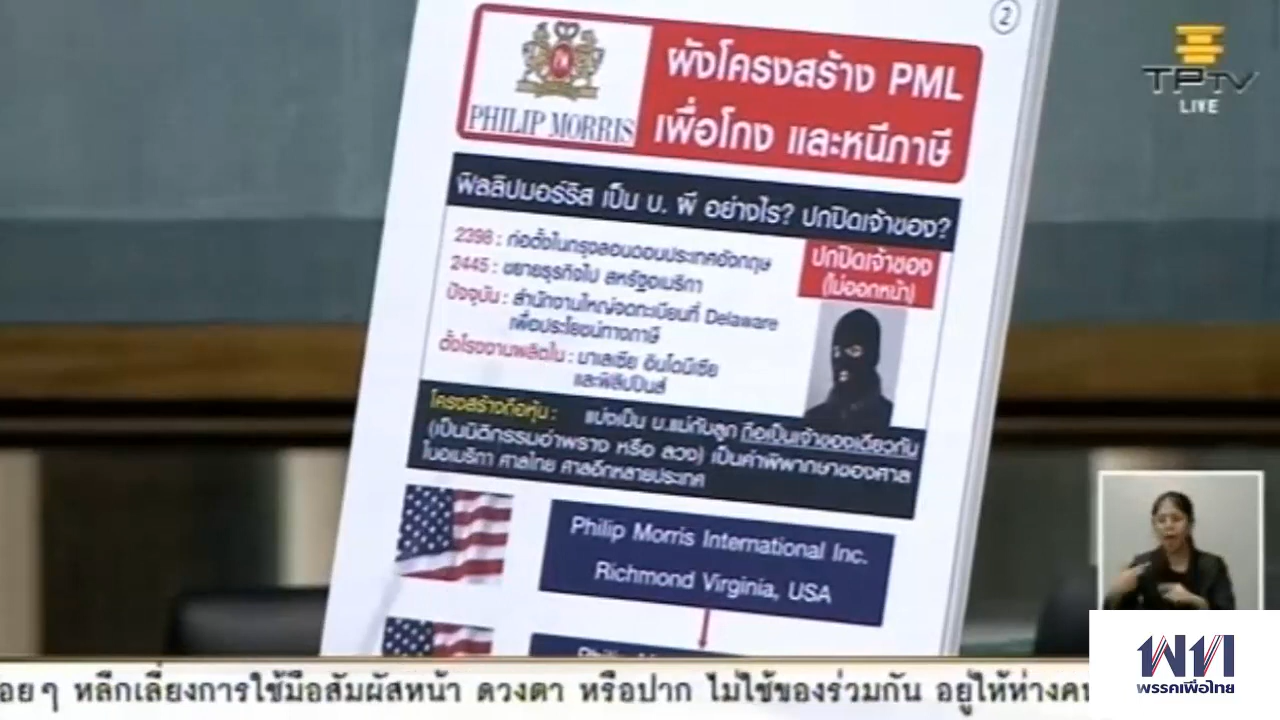 2
PHILIP MORRIS
ผังโครงสร้าง PML
เพื่อโกง และหนีภาษี
TPTV
LIVE
ฟิลลิปมอร์ริส เป็น บ. ผี อย่างไร? ปกปิดเจ้าของ?
2398 : ก่อตั้งในกรุงลอนดอนประเทศอังกฤษ
2445 : ขยายธุรกิจไป สหรัฐอเมริกา
ปัจจุบัน : สำนักงานใหญ่จดทะเบียนที่ Delaware
เพื่อประโยชน์ทางภาษี
ตั้งโรงงานผลิตใน : มาเลเซีย อินโดนีเซีย
และฟิลิปปินส์
ปกปิดเจ้าของ
(ไม่ออกหน้า)
โครงสร้างถือหุ้น : แบ่งเป็น บ.แม่กับลูก ถือเป็นเจ้าของเดียวกัน
(เป็นนิติกรรมอำพราง หรือ ลวง) เป็นคำพิพากษาของศาล
ในอเมริกา ศาลไทย ศาลอีกหลายประเทศ
Philip Morris International Inc.
Richmond Virginia, USA
อยๆ หลีกเลี่ยงการใช้มือสัมผัสหน้า ดวงตา หรือปาก ไม่ใช้ของร่วมกัน อยู่ให้ห่างคน
พท
พรรคเพื่อไทย